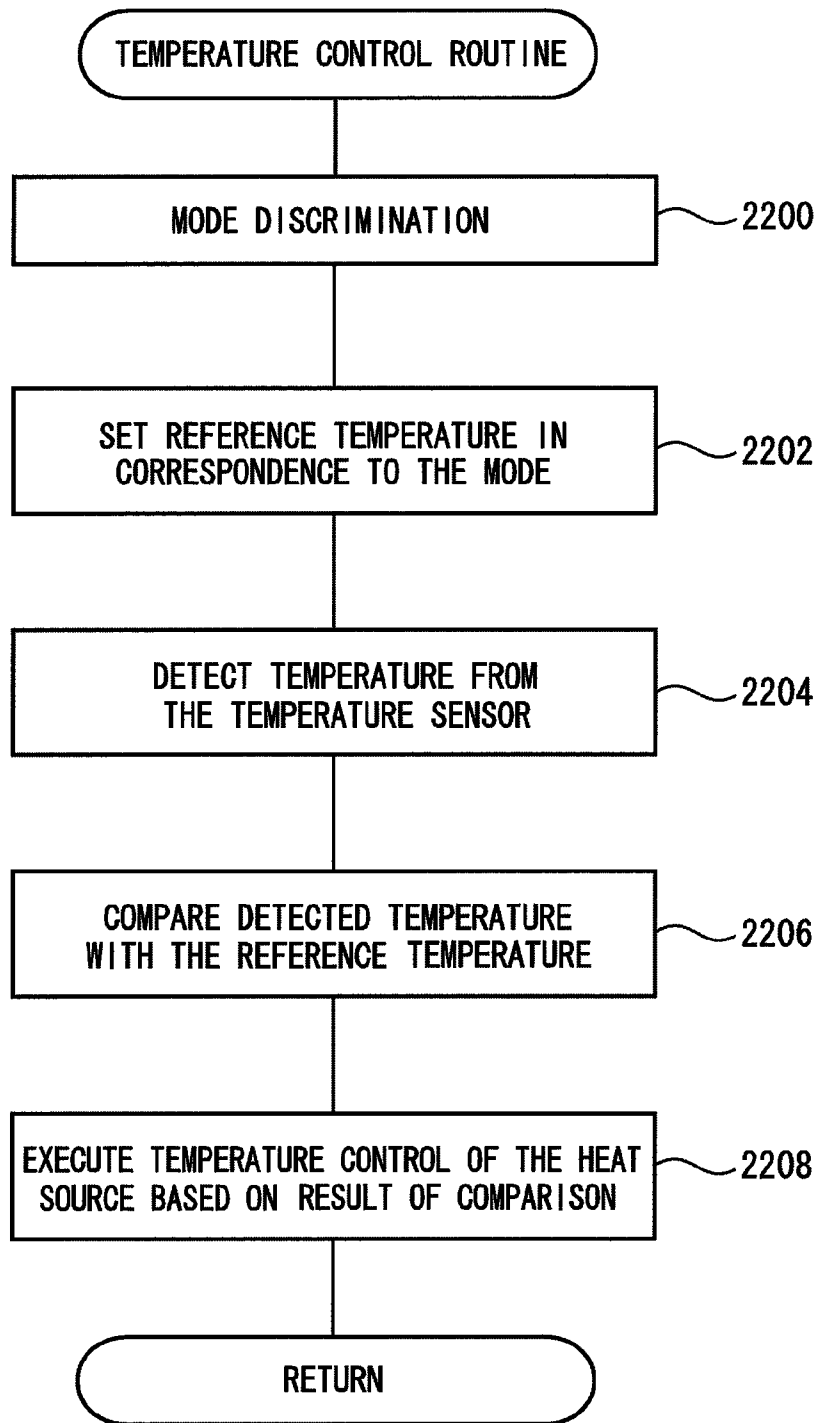 TEMPERATURE CONTROL ROUTINE
MODE DISCRIMINATION
2200
SET REFERENCE TEMPERATURE IN
CORRESPONDENCE TO THE MODE
2202
DETECT TEMPERATURE FROM
THE TEMPERATURE SENSOR
2204
COMPARE DETECTED TEMPERATURE
WITH THE REFERENCE TEMPERATURE
2206
EXECUTE TEMPERATURE CONTROL OF THE HEAT
SOURCE BASED ON RESULT OF COMPARISON
2208
RETURN